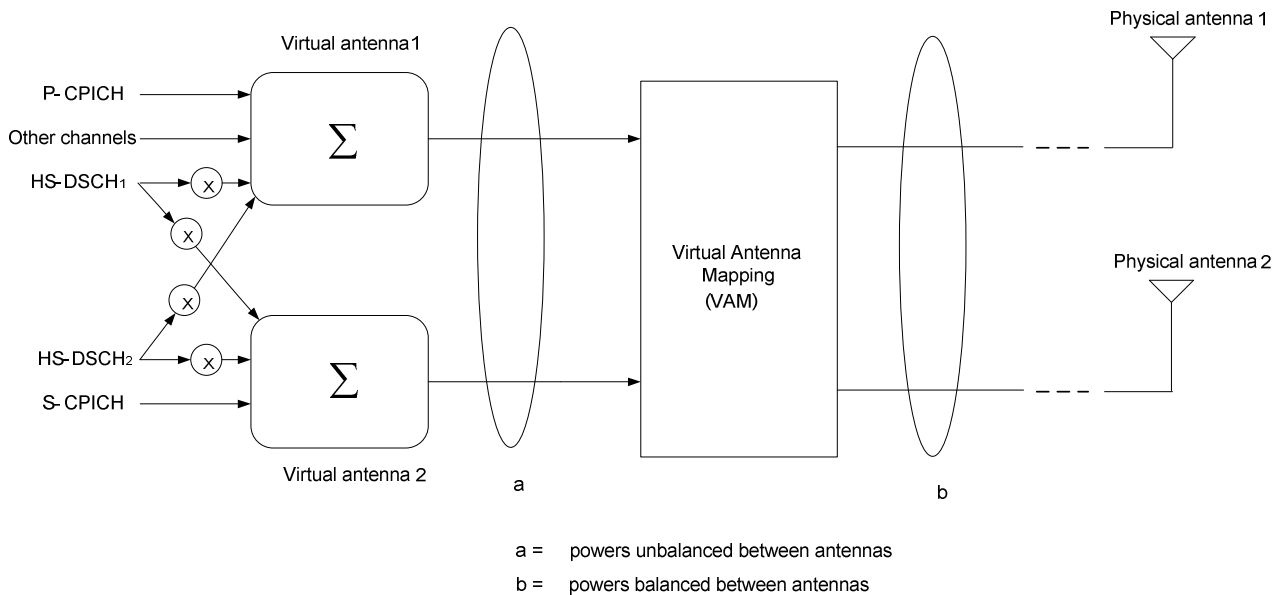 Physical antenna 1
Virtual antenna 1
P- CPICH
Other channels
HS-DSCH1
Σ
X
X
X
X
Virtual Antenna
Mapping
(VAM)
Physical antenna 2
HS-DSCH2
S- CPICH
Σ
Virtual antenna 2
a
b
a = powers unbalanced between antennas
b = powers balanced between antennas